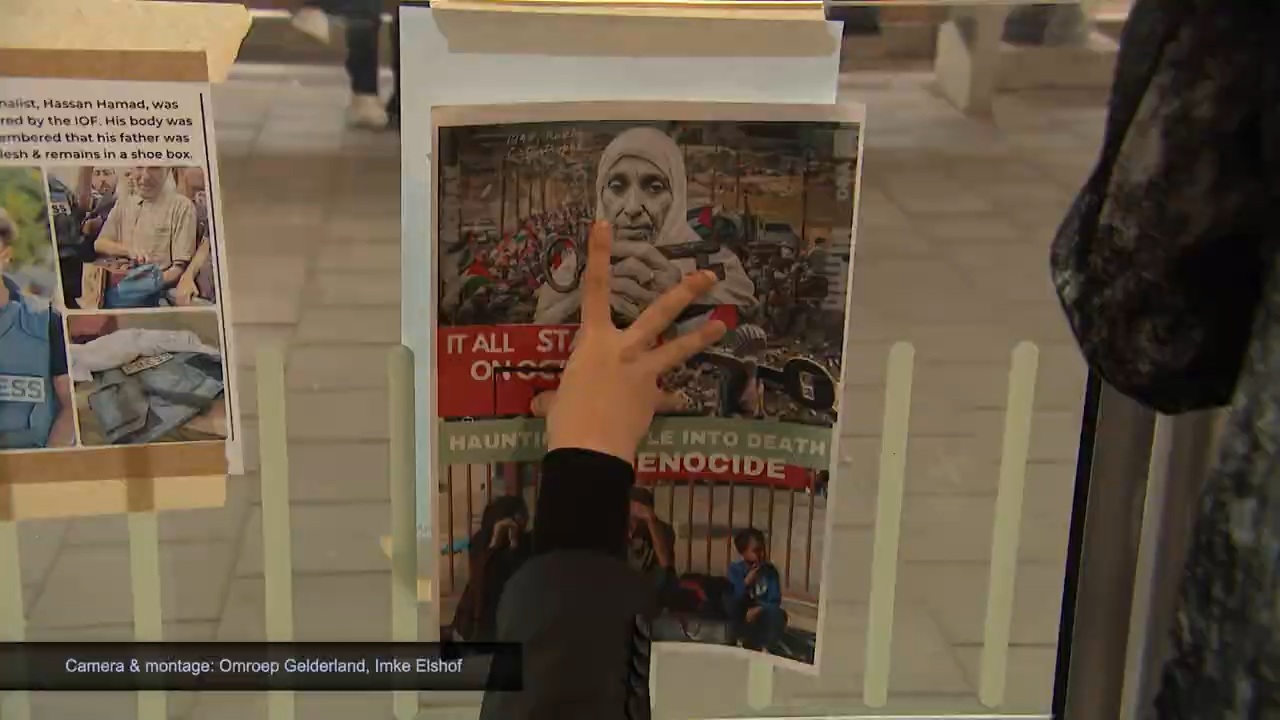 nalist, Hassan Hamad, was
red by the IOF. His body was
embered that his father was
lesh & remains in a shoe box.
ESS
IT ALL STA
ON
HAUNTI LE INTO DEATH
ENOCIDE
Camera & montage: Omroep Gelderland, Imke Elshof